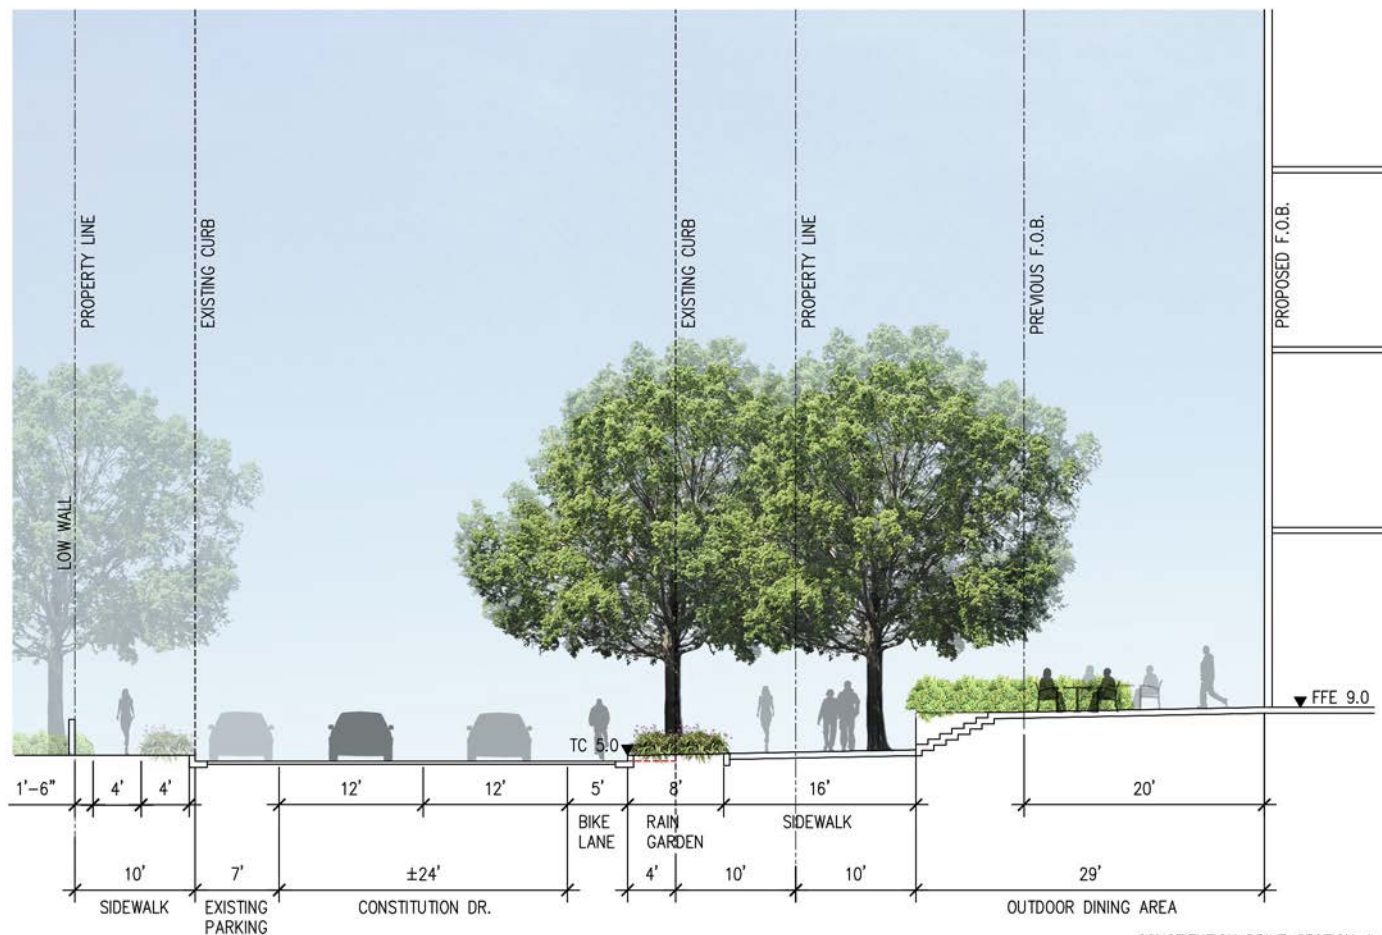 PROPERTY LINE
EXISTING CURB
EXISTING CURB
PROPERTY LINE
PREVIOUS F.O.B.
PROPOSED F.O.B.
LOW WALL
FFE 9.0
TC 5.0
1'-6" 4' 4' 12' 12' 5' 8' 16' 20'
BIKE LANE
RAIN GARDEN
SIDEWALK
10' 7' ±24' 4' 10' 10' 29'
SIDEWALK
EXISTING PARKING
CONSTITUTION DR.
OUTDOOR DINING AREA